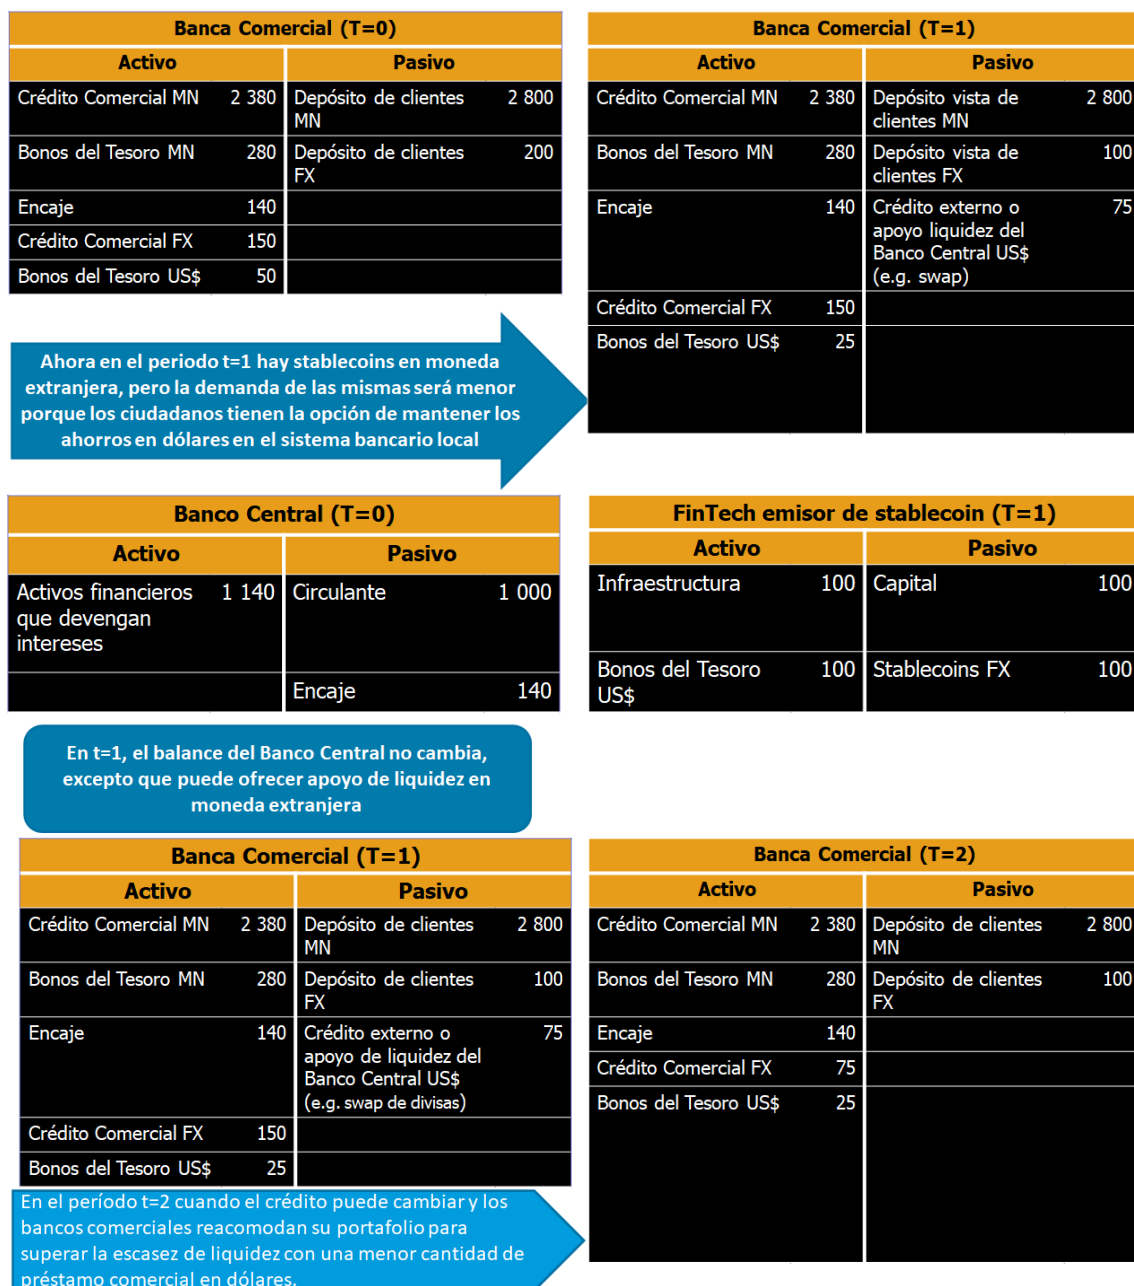 Banca Comercial (T=0)
Activo Pasivo
Crédito Comercial MN 2 380 Depósito de clientes 2 800
MN
Bonos del Tesoro MN 280 Depósito de clientes 200
FX
Encaje 140
Crédito Comercial FX 150
Bonos del Tesoro US$ 50
Banca Comercial (T=1)
Activo Pasivo
Crédito Comercial MN 2 380 Depósito vista de 2 800
clientes MN
Bonos del Tesoro MN 280 Depósito vista de 100
clientes FX
Encaje 140 Crédito externo o 75
apoyo liquidez del
Banco Central US$
(e.g. swap)
Crédito Comercial FX 150
Bonos del Tesoro US$ 25
Ahora en el periodo t=1 hay stablecoins en moneda
extranjera, pero la demanda de las mismas será menor
porque los ciudadanos tienen la opción de mantener los
ahorros en dólares en el sistema bancario local
Banco Central (T=0)
Activo Pasivo
Activos financieros 1 140 Circulante 1 000
que devengan
intereses
Encaje 140
FinTech emisor de stablecoin (T=1)
Activo Pasivo
Infraestructura 100 Capital 100
Bonos del Tesoro 100 Stablecoins FX 100
US$
En t=1, el balance del Banco Central no cambia,
excepto que puede ofrecer apoyo de liquidez en
moneda extranjera
Banca Comercial (T=1)
Activo Pasivo
Crédito Comercial MN 2 380 Depósito de clientes 2 800
MN
Bonos del Tesoro MN 280 Depósito de clientes 100
FX
Encaje 140 Crédito externo o 75
apoyo de liquidez del
Banco Central US$
(e.g. swap de divisas)
Crédito Comercial FX 150
Bonos del Tesoro US$ 25
Banca Comercial (T=2)
Activo Pasivo
Crédito Comercial MN 2 380 Depósito de clientes 2 800
MN
Bonos del Tesoro MN 280 Depósito de clientes 100
FX
Encaje 140
Crédito Comercial FX 75
Bonos del Tesoro US$ 25
En el período t=2 cuando el crédito puede cambiar y los
bancos comerciales reacomodan su portafolio para
superar la escasez de liquidez con una menor cantidad de
préstamo comercial en dólares.